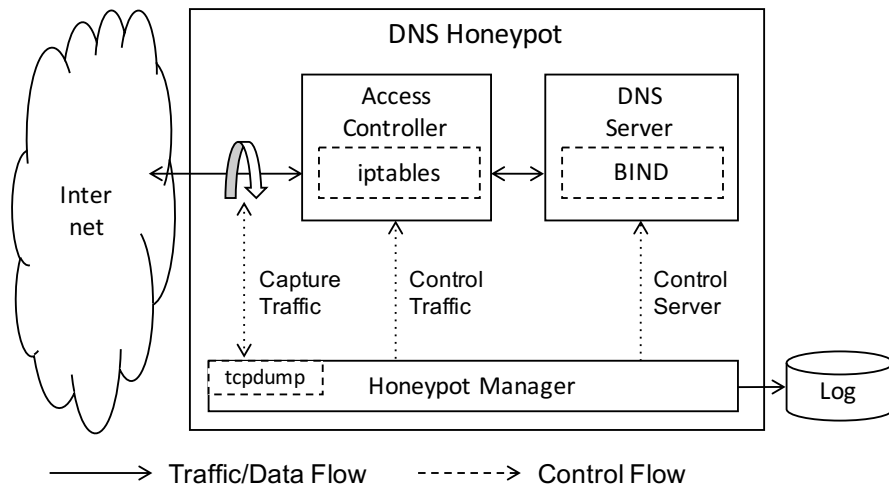 DNS Honeypot
Access
Controller
iptables
DNS
Server
BIND
Inter
net
Capture
Traffic
Control
Traffic
Control
Server
tcpdump
Honeypot Manager
Log
Traffic/Data Flow
Control Flow